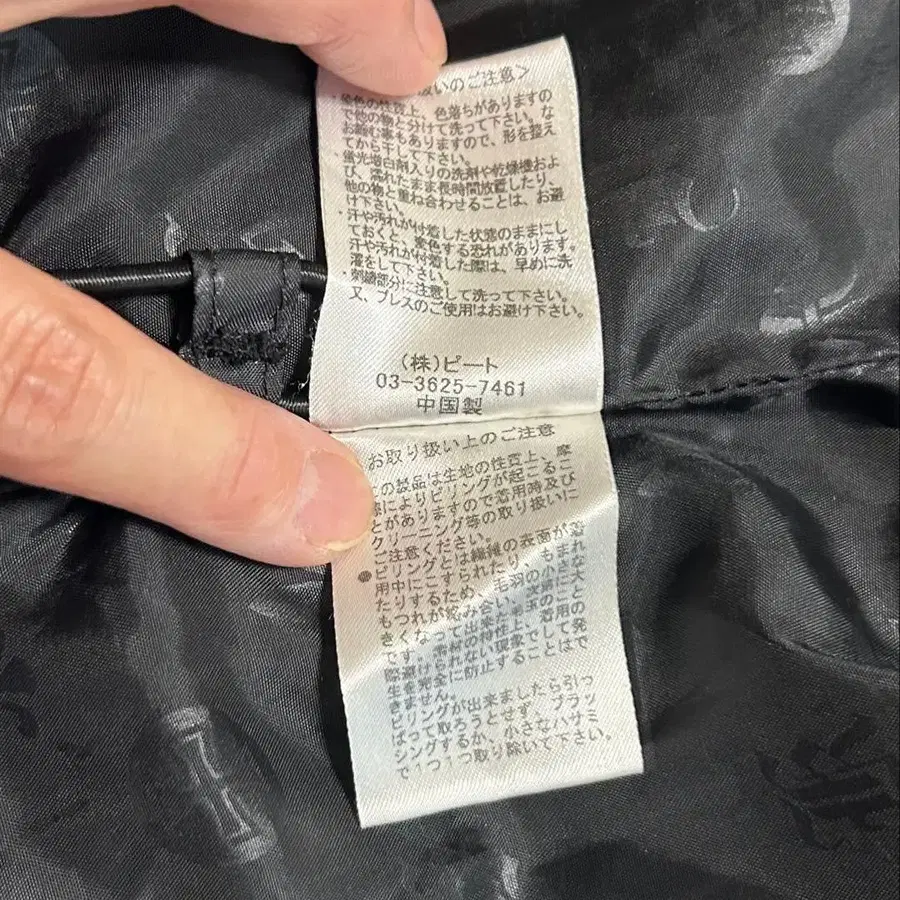 扱いのご注意>
・染色の性質上、色落ちがありますの
で他の物と分けて洗って下さい。な
お縮む事もありますので、形を整え
てから干して下さい。
・蛍光増白剤入りの洗剤や乾燥機およ
び、濡れたまま長時間放置したり、
他の物と重ね合わせることは、お避
け下さい。
・汗や汚れが付着した状態のままにし
ておくと、変色する恐れがあります。
汗や汚れが付着した際は、早めに洗
濯をして下さい。
・刺繍部分に注意して洗って下さい。
又、プレスのご使用はお避け下さい。
(株)ピート
03-3625-7461
中国製
お取り扱い上のご注意
この製品は生地の性質上、摩
擦によりピリングが起こるこ
とがありますので着用時及び
クリーニング等の取り扱いに
ご注意ください。
●ピリングとは繊維の表面が着
用中にこすられたり、もまれ
たりするため、毛羽の小さな
もつれが絡み合い、次第に大
きくなって出来た毛玉のこと
です。素材の特性上、着用の
際避けられない現象でして発
生を完全に防止することはで
きません。
ピリングが出来ましたら引っ
ぱって取ろうとせず、ブラッ
シングするか、小さなハサミ
で1つ1つ取り除いて下さい。